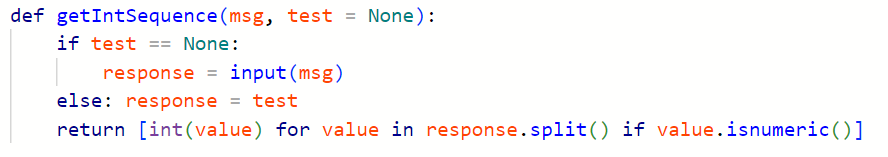 def getIntSequence(msg, test = None):
    if test == None:
        response = input(msg)
    else: response = test
    return [int(value) for value in response.split() if value.isnumeric()]